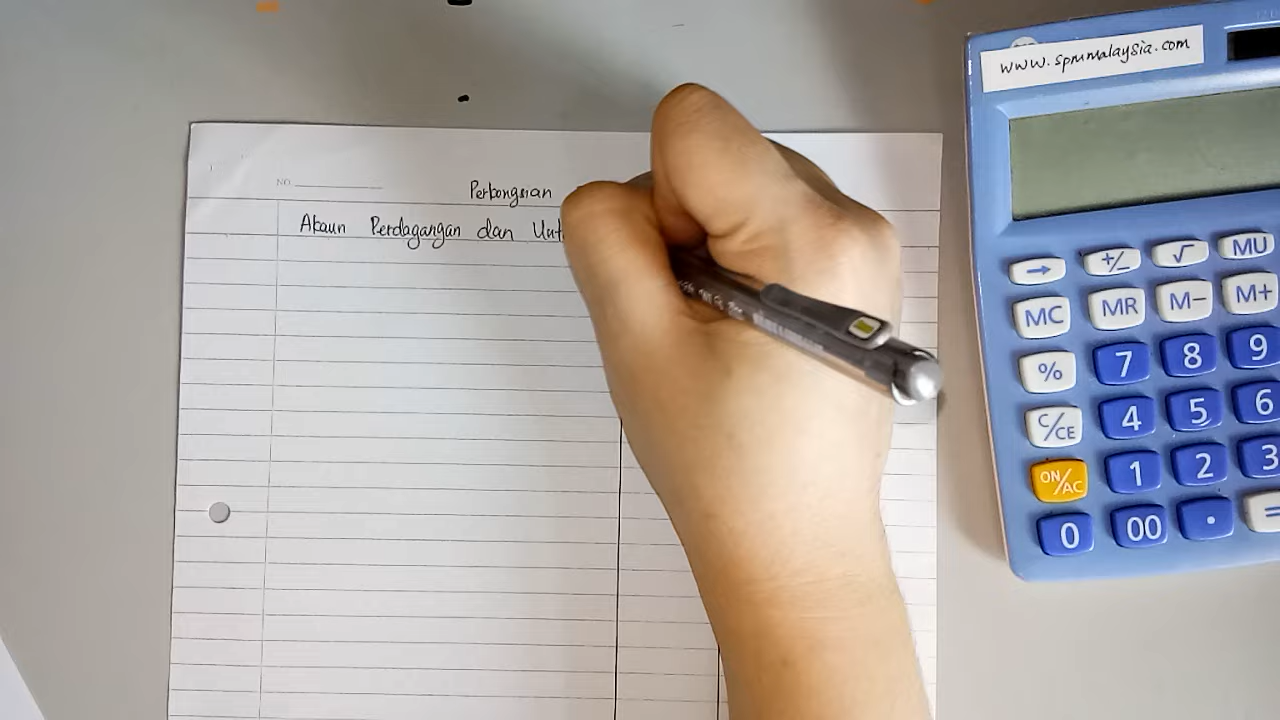 www.spmmalaysia.com
NO
Perbongsian
Akaun Perdagangan dan Unt
→ +/− √ MU
MC MR M− M+
% 7 8 9
C/CE 4 5 6
ON/AC 1 2 3
0 00 . =